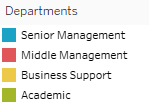 Departments
Senior Management
Middle Management
Business Support
Academic